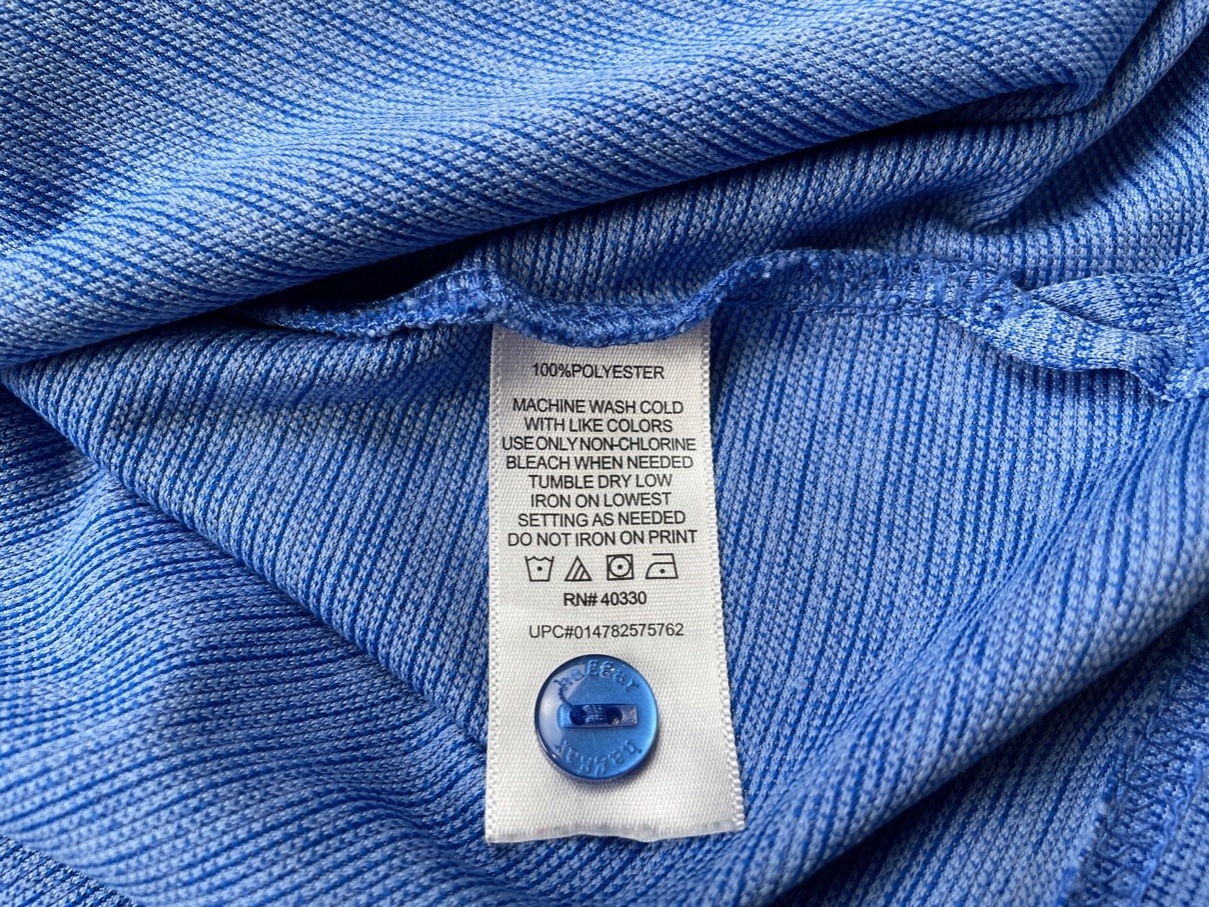 100%POLYESTER
MACHINE WASH COLD
WITH LIKE COLORS
USE ONLY NON-CHLORINE
BLEACH WHEN NEEDED
TUMBLE DRY LOW
IRON ON LOWEST
SETTING AS NEEDED
DO NOT IRON ON PRINT
RN# 40330
UPC#014782575762
haggar
haggar